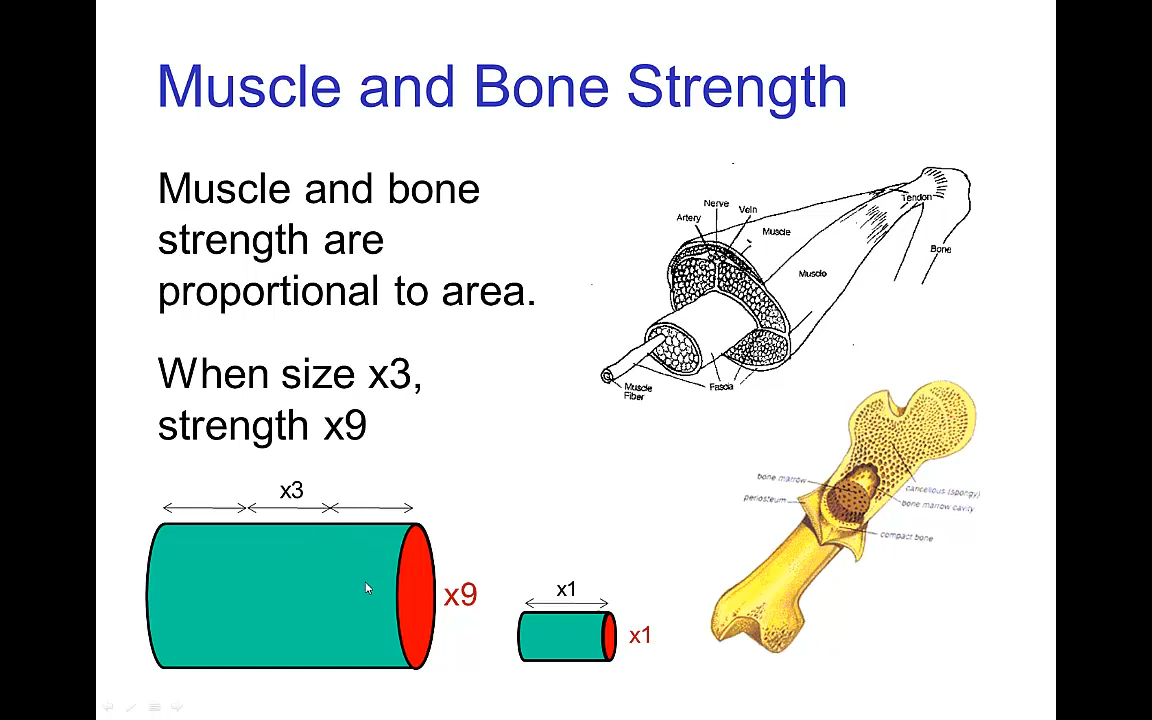 Muscle and Bone Strength
Muscle and bone
strength are
proportional to area.
When size x3,
strength x9
x3
x9
x1
x1
Nerve
Vein
Artery
Muscle
Tendon
Bone
Muscle
Muscle
Fiber
Fascia
bone marrow
periosteum
cancellous (spongy)
bone marrow cavity
compact bone